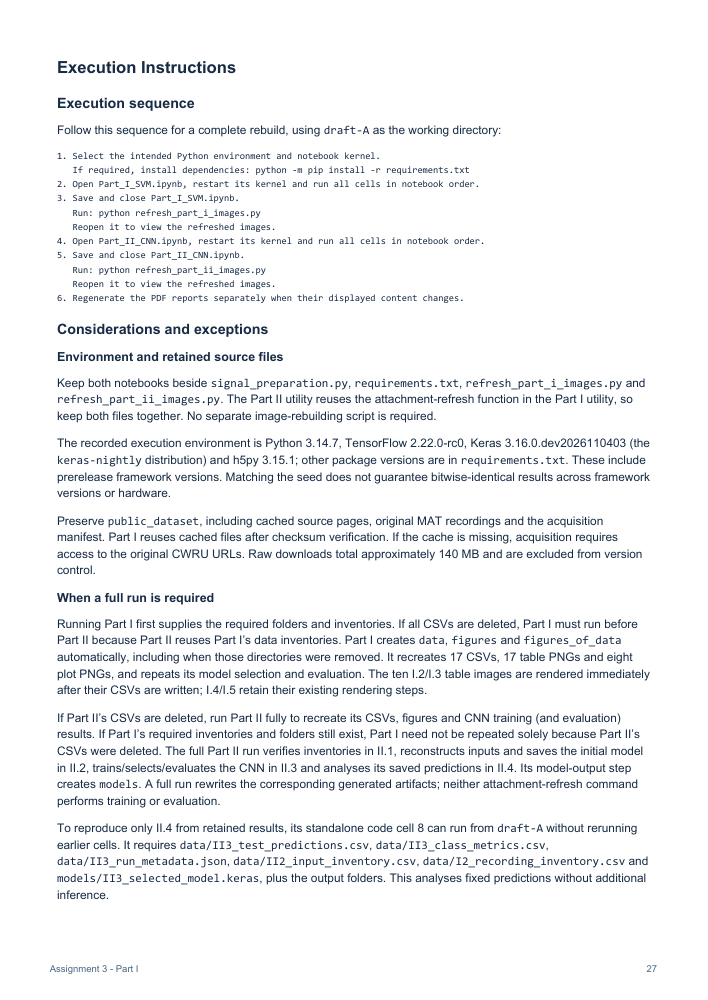 Execution Instructions
Execution sequence
Follow this sequence for a complete rebuild, using draft-A as the working directory:
1. Select the intended Python environment and notebook kernel.
If required, install dependencies: python -m pip install -r requirements.txt
2. Open Part_I_SVM.ipynb, restart its kernel and run all cells in notebook order.
3. Save and close Part_I_SVM.ipynb.
Run: python refresh_part_i_images.py
Reopen it to view the refreshed images.
4. Open Part_II_CNN.ipynb, restart its kernel and run all cells in notebook order.
5. Save and close Part_II_CNN.ipynb.
Run: python refresh_part_ii_images.py
Reopen it to view the refreshed images.
6. Regenerate the PDF reports separately when their displayed content changes.
Considerations and exceptions
Environment and retained source files
Keep both notebooks beside signal_preparation.py, requirements.txt, refresh_part_i_images.py and
refresh_part_ii_images.py. The Part II utility reuses the attachment-refresh function in the Part I utility, so
keep both files together. No separate image-rebuilding script is required.
The recorded execution environment is Python 3.14.7, TensorFlow 2.22.0-rc0, Keras 3.16.0.dev2026110403 (the
keras-nightly distribution) and h5py 3.15.1; other package versions are in requirements.txt. These include
prerelease framework versions. Matching the seed does not guarantee bitwise-identical results across framework
versions or hardware.
Preserve public_dataset, including cached source pages, original MAT recordings and the acquisition
manifest. Part I reuses cached files after checksum verification. If the cache is missing, acquisition requires
access to the original CWRU URLs. Raw downloads total approximately 140 MB and are excluded from version
control.
When a full run is required
Running Part I first supplies the required folders and inventories. If all CSVs are deleted, Part I must run before
Part II because Part II reuses Part I's data inventories. Part I creates data, figures and figures_of_data
automatically, including when those directories were removed. It recreates 17 CSVs, 17 table PNGs and eight
plot PNGs, and repeats its model selection and evaluation. The ten I.2/I.3 table images are rendered immediately
after their CSVs are written; I.4/I.5 retain their existing rendering steps.
If Part II's CSVs are deleted, run Part II fully to recreate its CSVs, figures and CNN training (and evaluation)
results. If Part I's required inventories and folders still exist, Part I need not be repeated solely because Part II's
CSVs were deleted. The full Part II run verifies inventories in II.1, reconstructs inputs and saves the initial model
in II.2, trains/selects/evaluates the CNN in II.3 and analyses its saved predictions in II.4. Its model-output step
creates models. A full run rewrites the corresponding generated artifacts; neither attachment-refresh command
performs training or evaluation.
To reproduce only II.4 from retained results, its standalone code cell 8 can run from draft-A without rerunning
earlier cells. It requires data/II3_test_predictions.csv, data/II3_class_metrics.csv,
data/II3_run_metadata.json, data/II2_input_inventory.csv, data/I2_recording_inventory.csv and
models/II3_selected_model.keras, plus the output folders. This analyses fixed predictions without additional
inference.
Assignment 3 - Part I
27